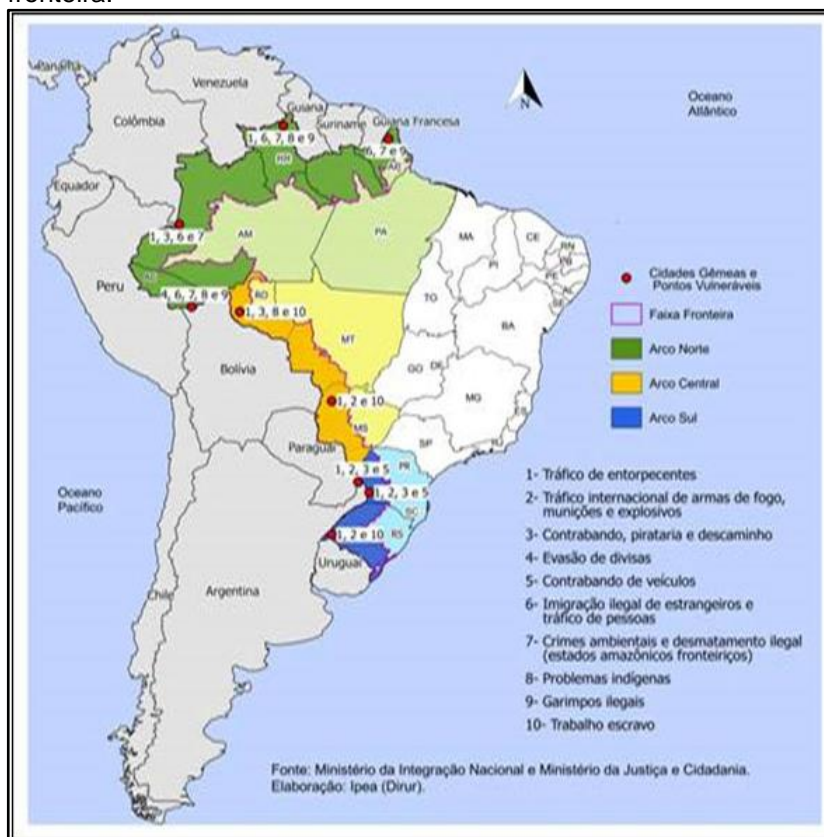 fronteira.
Panamá
Venezuela
Guiana
Suriname
Guiana Francesa
Colômbia
Oceano
Atlântico
N
1, 6, 7, 8 e 9
6, 7 e 9
RR
Equador
1, 3, 6 e 7
AM
PA
MA
CE
RN
PB
PE
AL
SE
PI
Peru
AC
4, 6, 7, 8 e 9
RO
1, 3, 8 e 10
TO
BA
MT
Bolívia
GO
DF
MG
ES
1, 2 e 10
MS
SP
RJ
Paraguai
1, 2, 3 e 5
PR
1, 2, 3 e 5
SC
Oceano
Pacífico
1, 2 e 10
RS
Uruguai
Chile
Argentina
Cidades Gêmeas e
Pontos Vulneráveis
Faixa Fronteira
Arco Norte
Arco Central
Arco Sul
1- Tráfico de entorpecentes
2- Tráfico internacional de armas de fogo,
munições e explosivos
3- Contrabando, pirataria e descaminho
4- Evasão de divisas
5- Contrabando de veículos
6- Imigração ilegal de estrangeiros e
tráfico de pessoas
7- Crimes ambientais e desmatamento ilegal
(estados amazônicos fronteiriços)
8- Problemas indígenas
9- Garimpos ilegais
10- Trabalho escravo
Fonte: Ministério da Integração Nacional e Ministério da Justiça e Cidadania.
Elaboração: Ipea (Dirur).